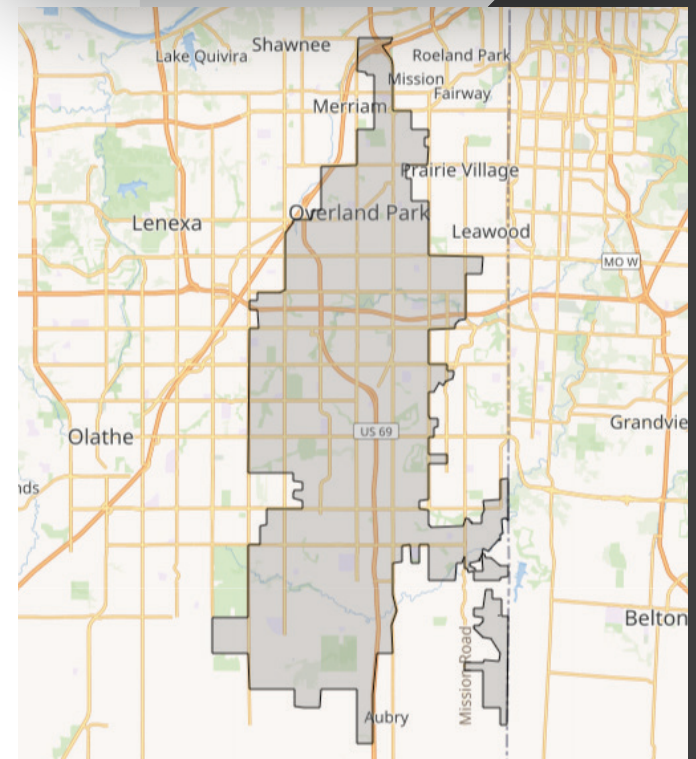 Shawnee
Lake Quivira
Roeland Park
Mission
Fairway
Merriam
Prairie Village
Overland Park
Lenexa
Leawood
MO W
Grandvie
US 69
Olathe
nds
Belton
Mission Road
Aubry